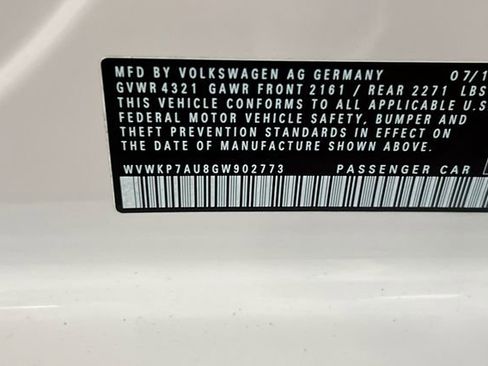 MFD BY VOLKSWAGEN AG GERMANY 07/1
GVWR 4321 GAWR FRONT 2161 / REAR 2271 LBS
THIS VEHICLE CONFORMS TO ALL APPLICABLE U.S
FEDERAL MOTOR VEHICLE SAFETY, BUMPER AND
THEFT PREVENTION STANDARDS IN EFFECT ON
THE DATE OF MANUFACTURE SHOWN ABOVE.
WVWKP7AU8GW902773 PASSENGER CAR